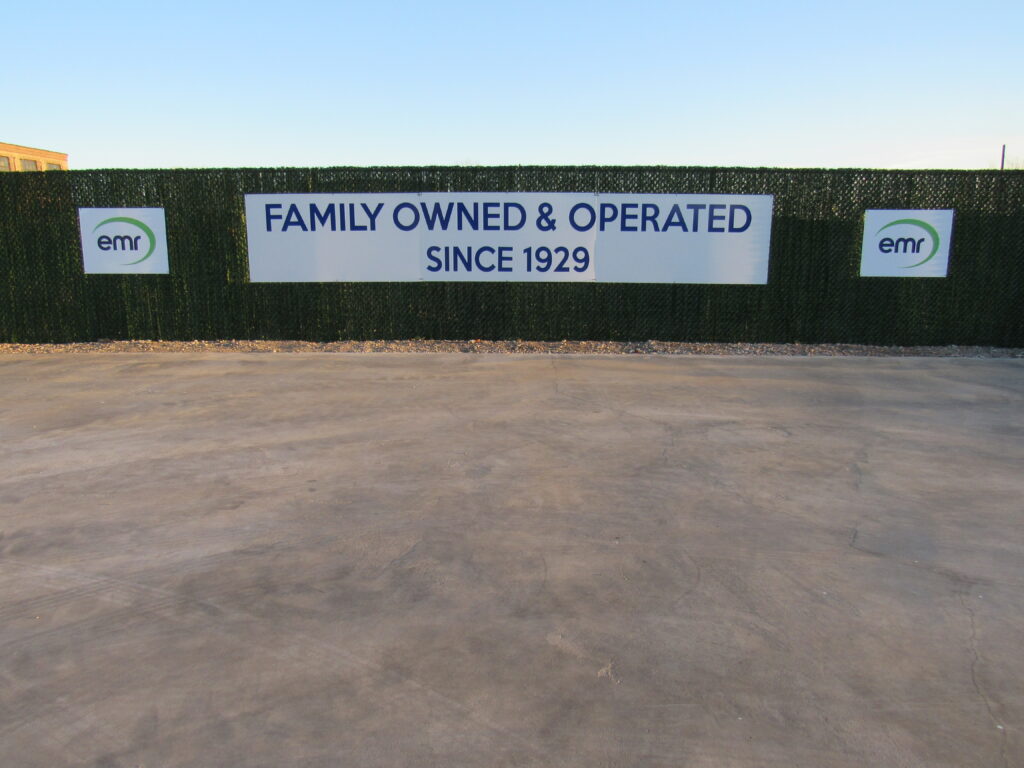 emr
FAMILY OWNED & OPERATED
SINCE 1929
emr